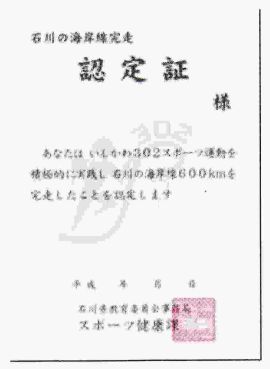 石川の海岸線完走
認定証
様
あなたは いしかわ302スポーツ運動を
積極的に実践し 石川の海岸線600kmを
完走したことを認定します
平成 年 月 日
石川県教育委員会事務局
スポーツ健康課